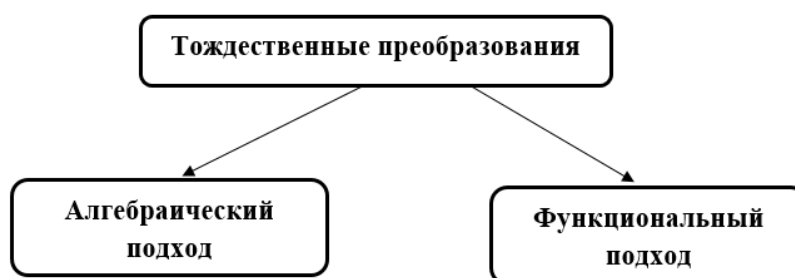 Тождественные преобразования
Алгебраический
подход
Функциональный
подход